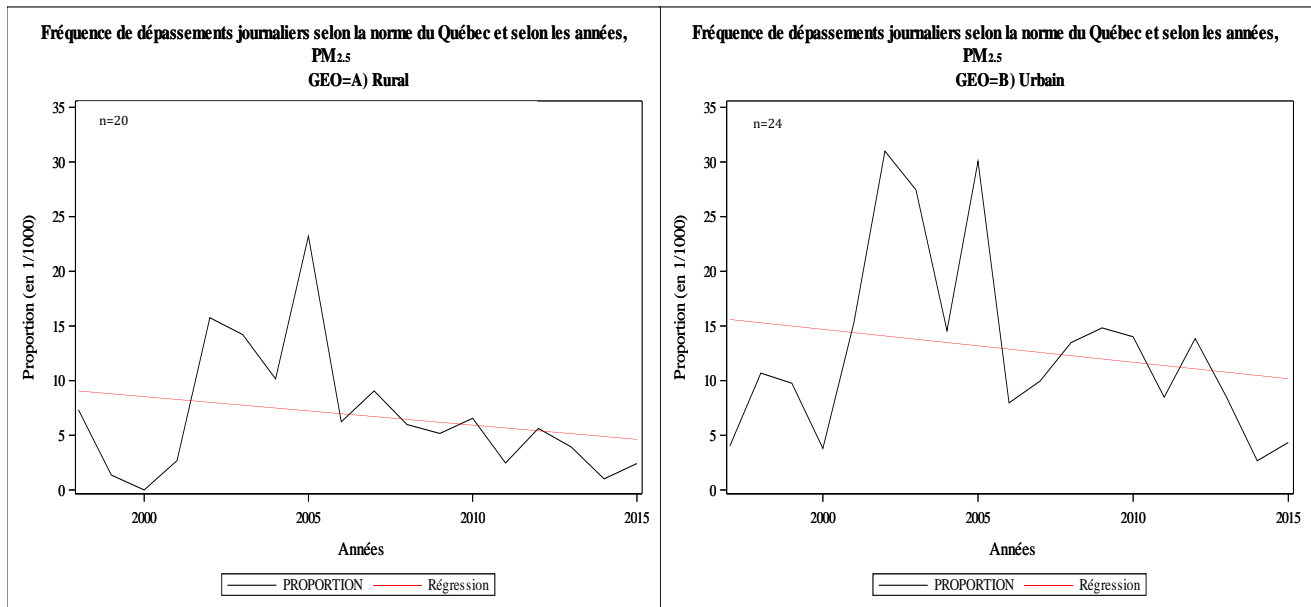 Fréquence de dépassements journaliers selon la norme du Québec et selon les années,
PM2.5
GEO=A) Rural
n=20
35
30
25
20
15
10
5
0
Proportion (en 1/1000)
2000
2005
2010
2015
Années
PROPORTION
Régression
Fréquence de dépassements journaliers selon la norme du Québec et selon les années,
PM2.5
GEO=B) Urbain
n=24
35
30
25
20
15
10
5
0
Proportion (en 1/1000)
2000
2005
2010
2015
Années
PROPORTION
Régression